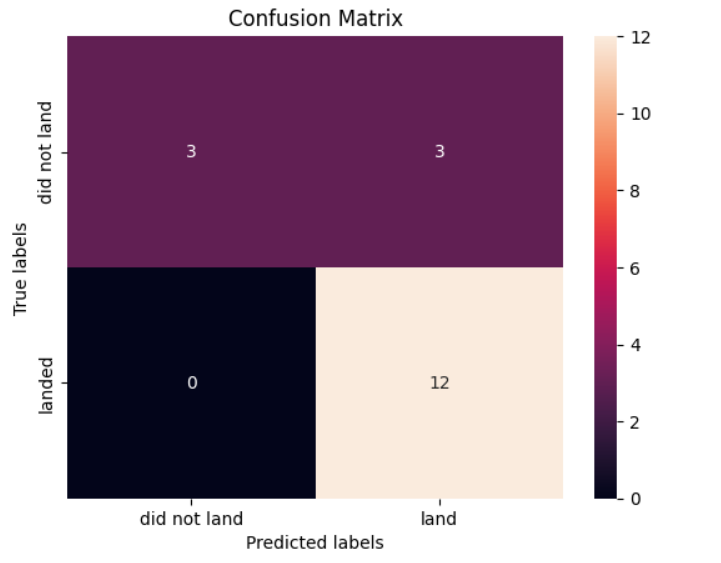 Confusion Matrix
True labels
did not land
landed
3
3
0
12
did not land
land
Predicted labels
12
10
8
6
4
2
0